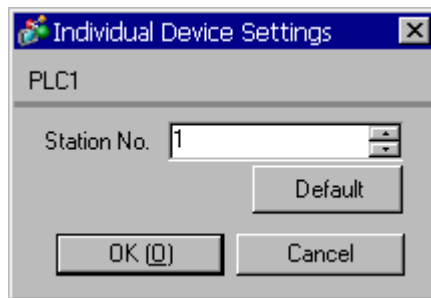 Individual Device Settings
PLC1
Station No. 1
Default
OK (O) Cancel